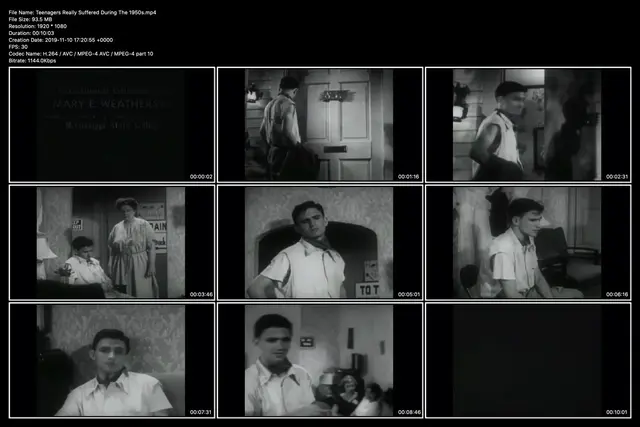 File Name: Teenagers Really Suffered During The 1950s.mp4
File Size: 93.5 MB
Resolution: 1920 * 1080
Duration: 00:10:03
Creation Date: 2019-11-10 17:20:55 +0000
FPS: 30
Codec Name: H.264 / AVC / MPEG-4 AVC / MPEG-4 part 10
Bitrate: 1144.0Kbps
MARY E. WEATHER
00:00:02
00:01:16
00:02:31
00:03:46
TO T
00:05:01
00:06:16
00:07:31
00:08:46
00:10:01